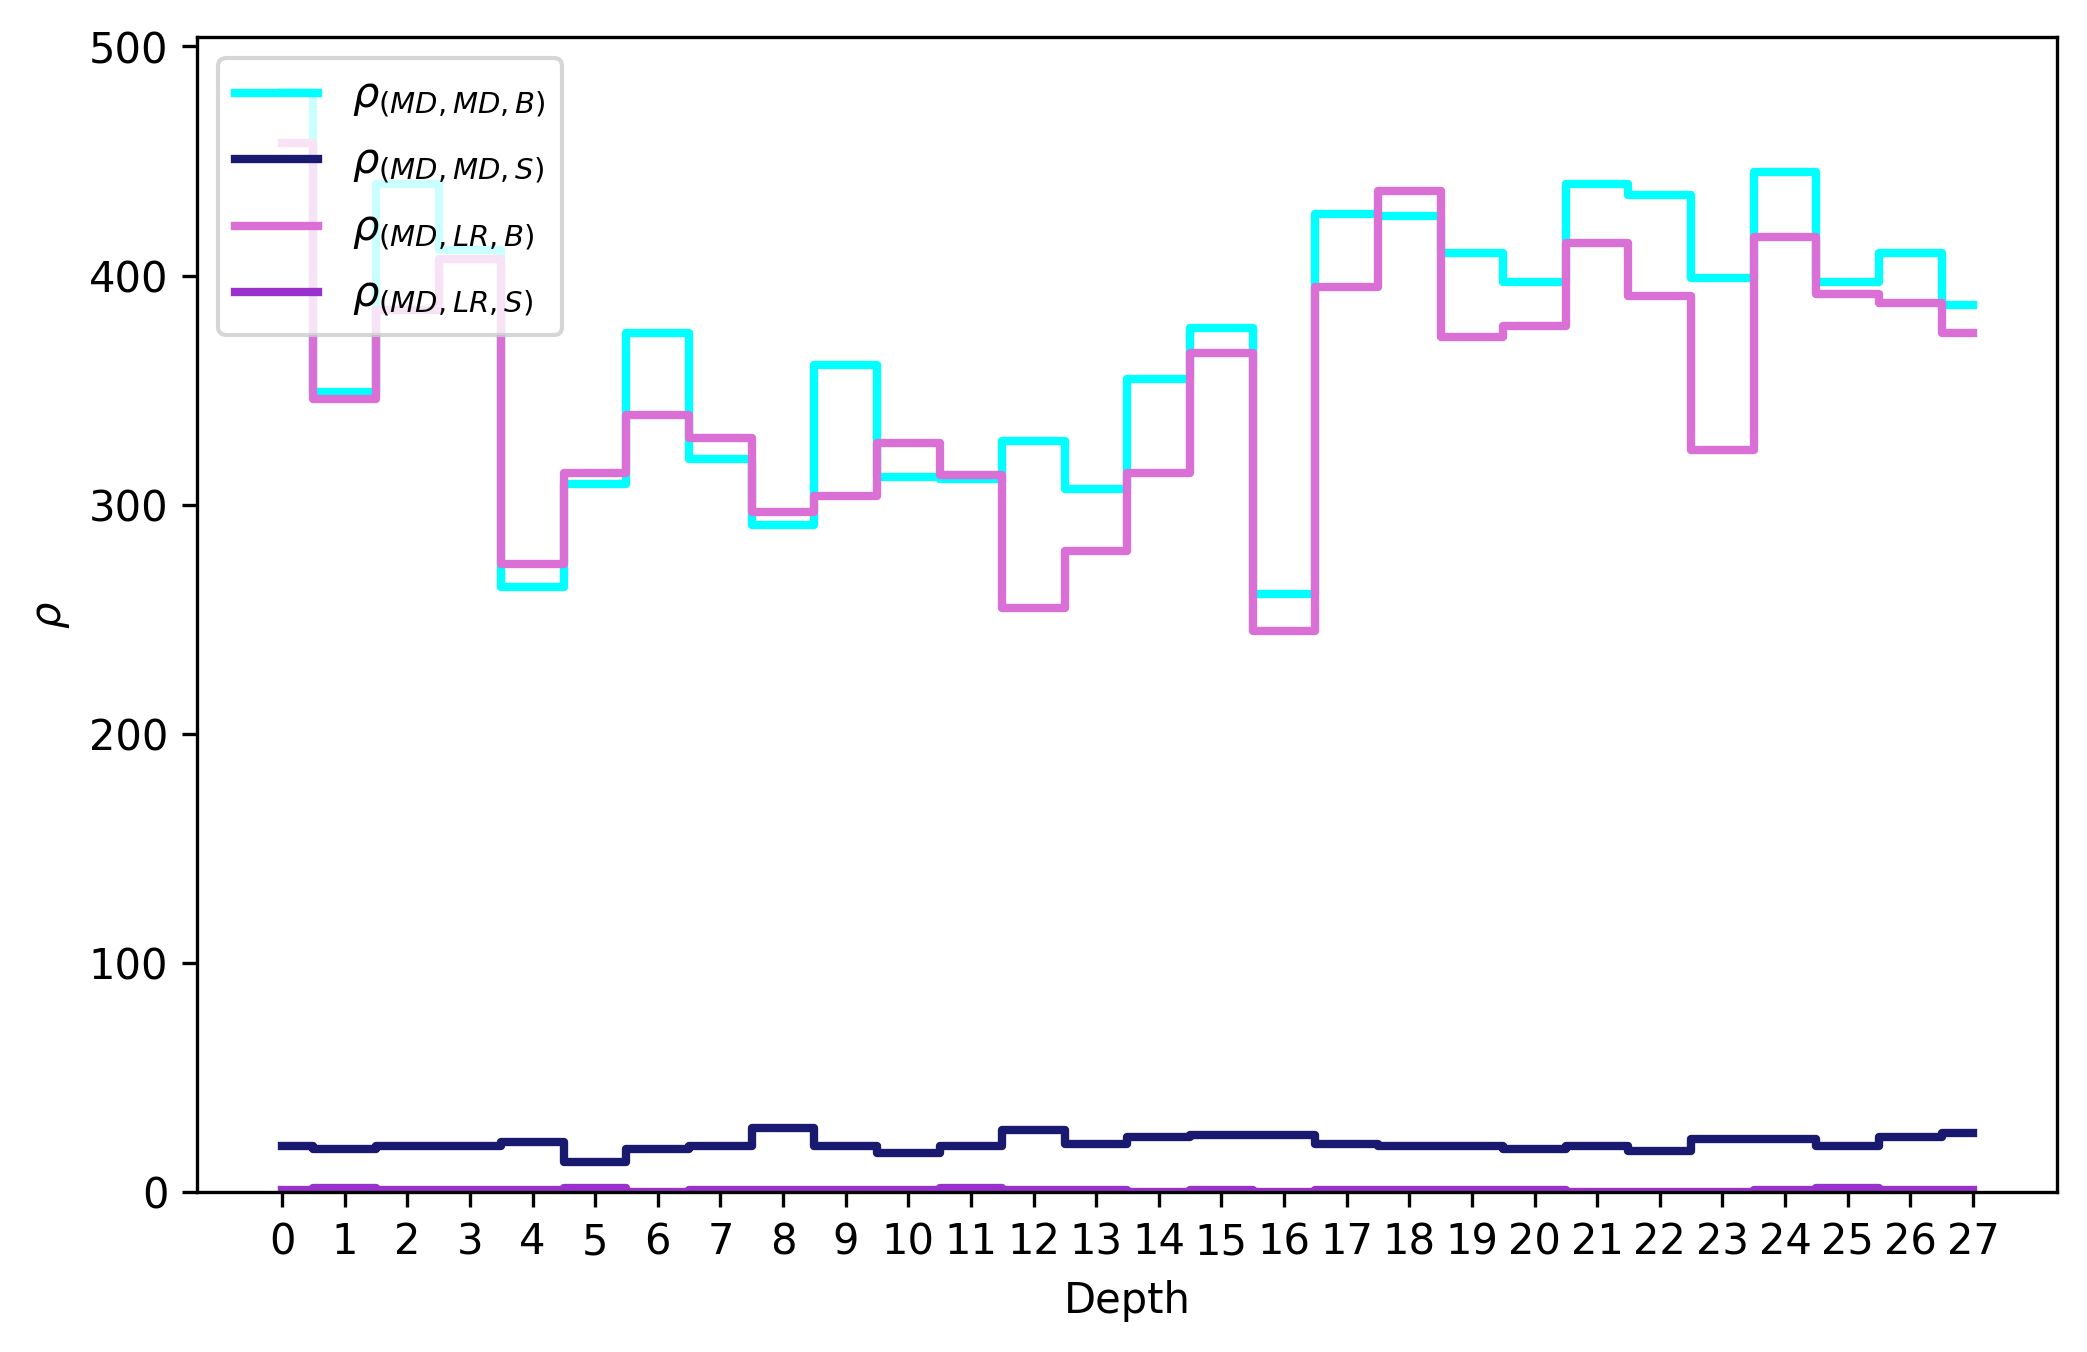 500
400
300
200
100
0
ρ
ρ(MD, MD, B)
ρ(MD, MD, S)
ρ(MD, LR, B)
ρ(MD, LR, S)
0 1 2 3 4 5 6 7 8 9 10 11 12 13 14 15 16 17 18 19 20 21 22 23 24 25 26 27
Depth